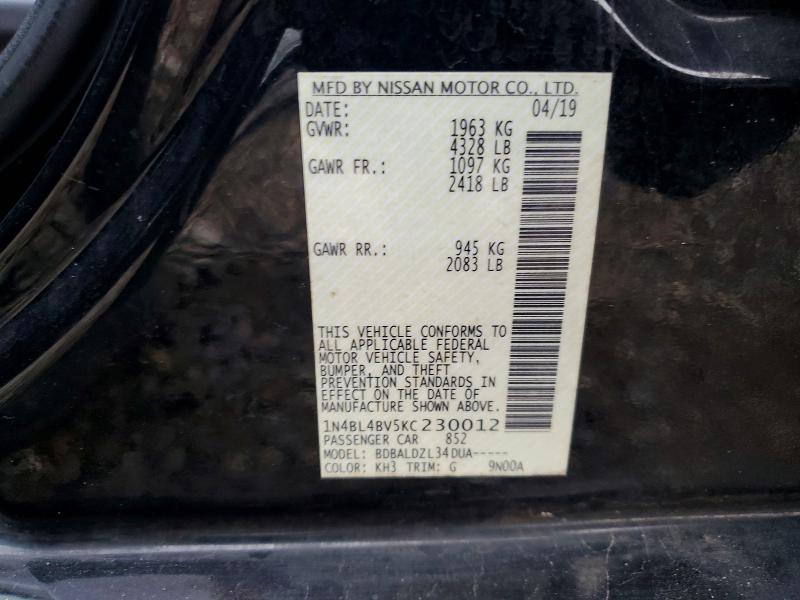 MFD BY NISSAN MOTOR CO., LTD.
DATE: 04/19
GVWR: 1963 KG
4328 LB
GAWR FR.: 1097 KG
2418 LB
GAWR RR.: 945 KG
2083 LB
THIS VEHICLE CONFORMS TO
ALL APPLICABLE FEDERAL
MOTOR VEHICLE SAFETY,
BUMPER, AND THEFT
PREVENTION STANDARDS IN
EFFECT ON THE DATE OF
MANUFACTURE SHOWN ABOVE.
1N4BL4BV5KC230012
PASSENGER CAR 852
MODEL: BDBALDZL34DUA-----
COLOR: KH3 TRIM: G 9N00A